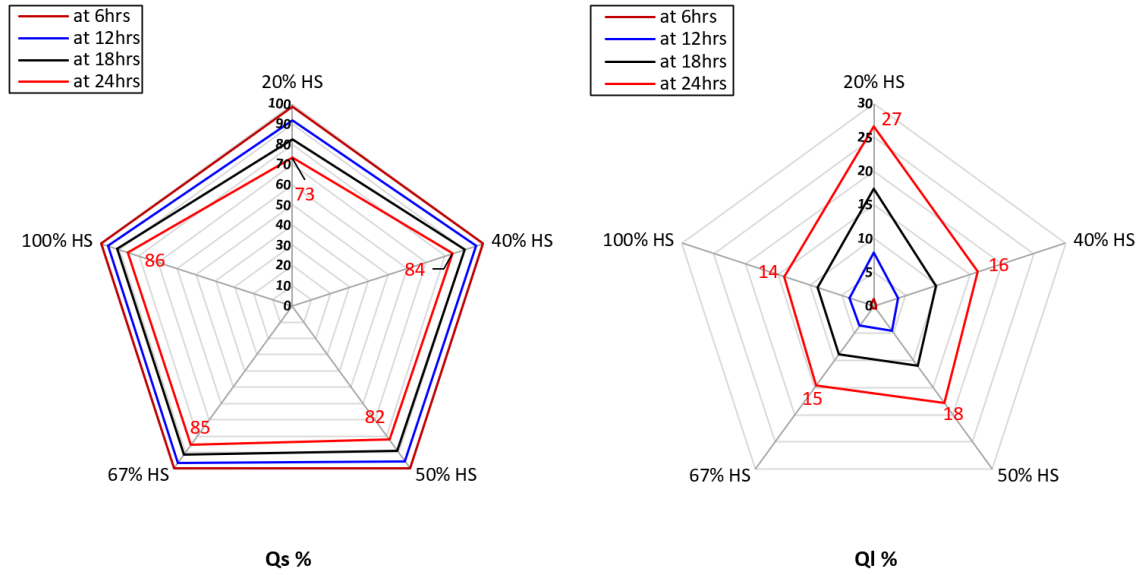 at 6hrs
at 12hrs
at 18hrs
at 24hrs
20% HS
100
90
80
70
60
50
40
30
20
10
0
73
100% HS
86
40% HS
84
85
82
67% HS
50% HS
Qs %
at 6hrs
at 12hrs
at 18hrs
at 24hrs
20% HS
30
27
25
20
15
10
5
0
100% HS
14
40% HS
16
15
18
67% HS
50% HS
Ql %